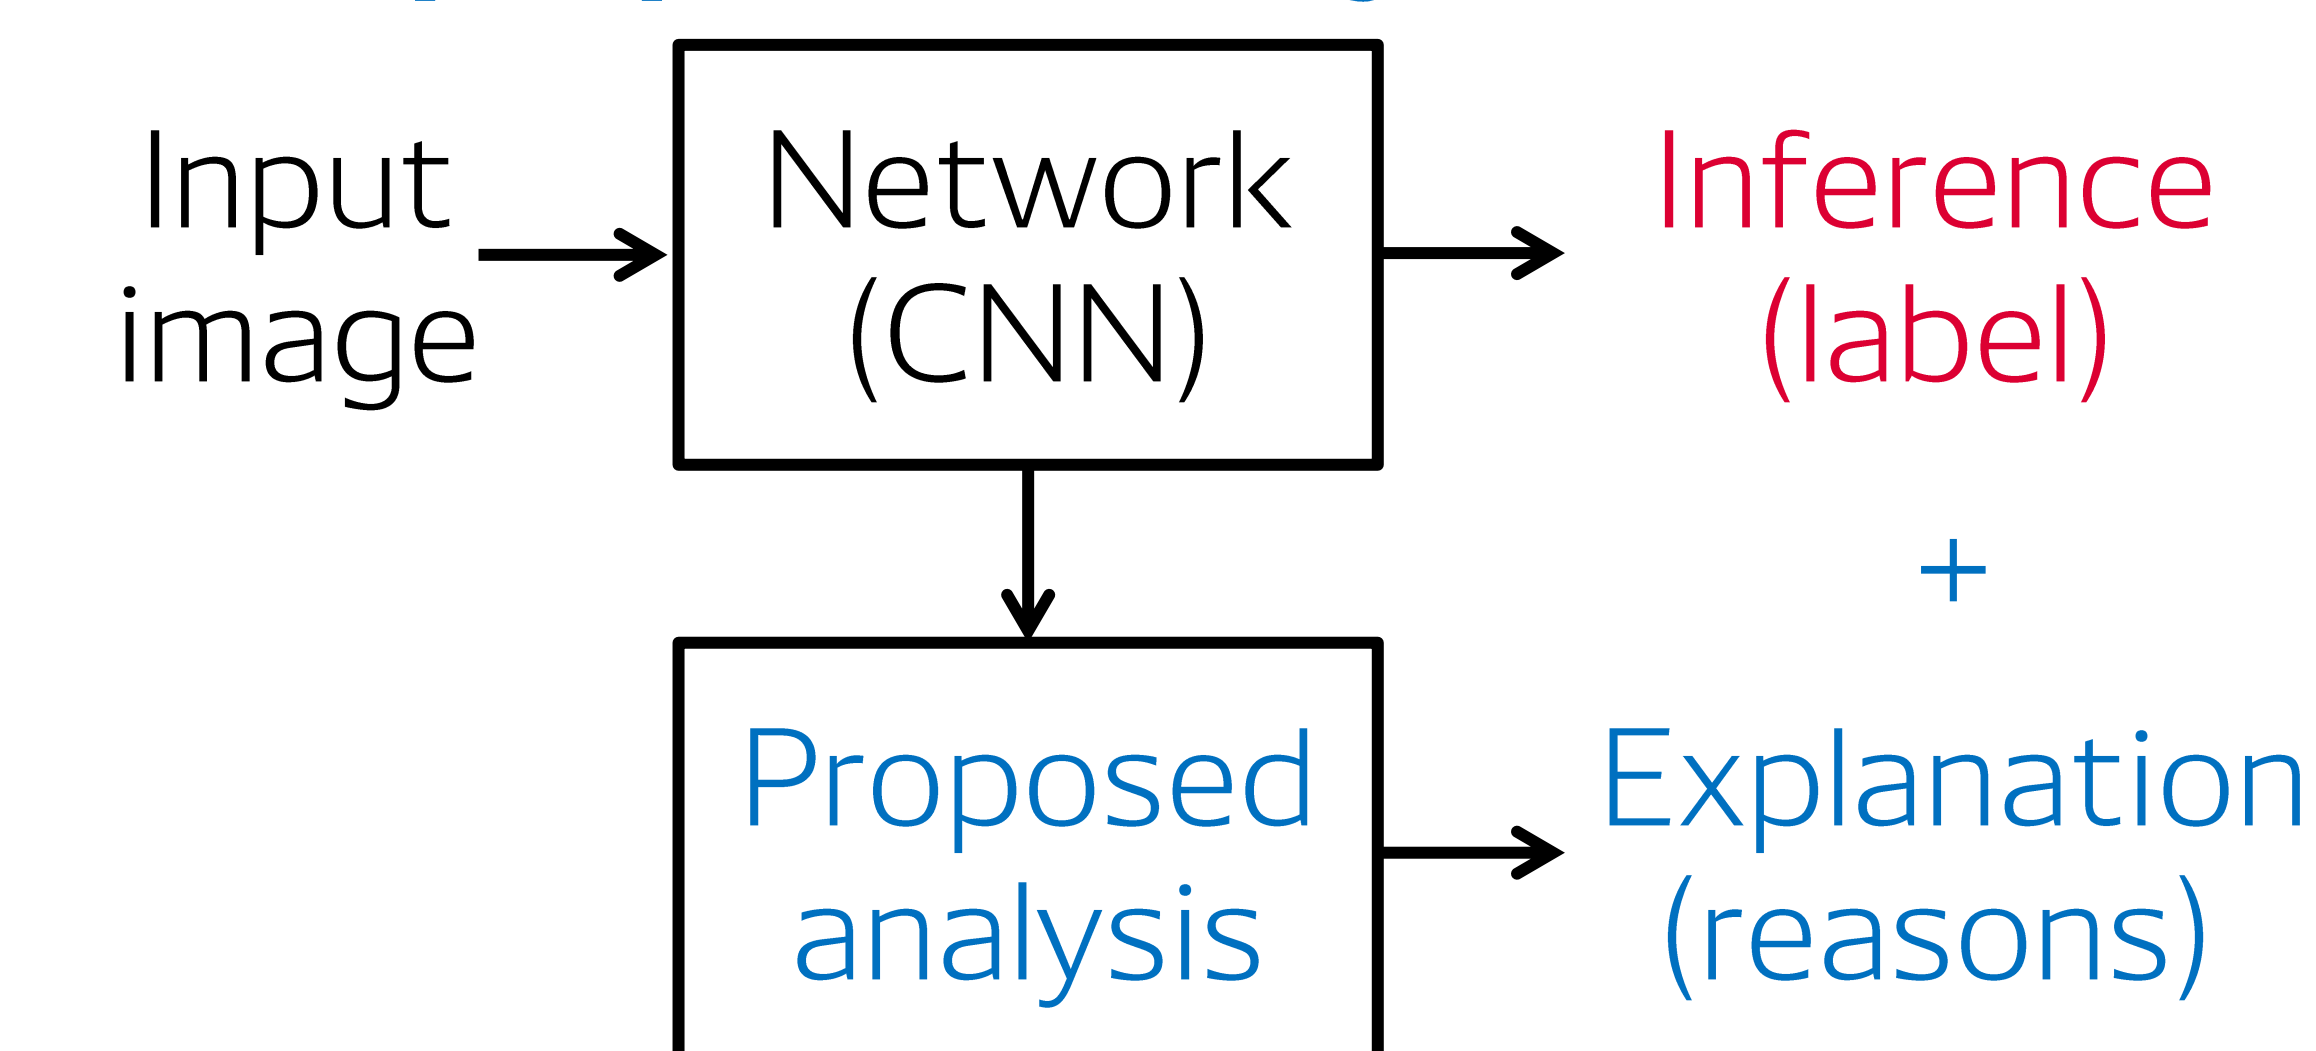 Input
image
Network
(CNN)
Inference
(label)
+
Proposed
analysis
Explanation
(reasons)